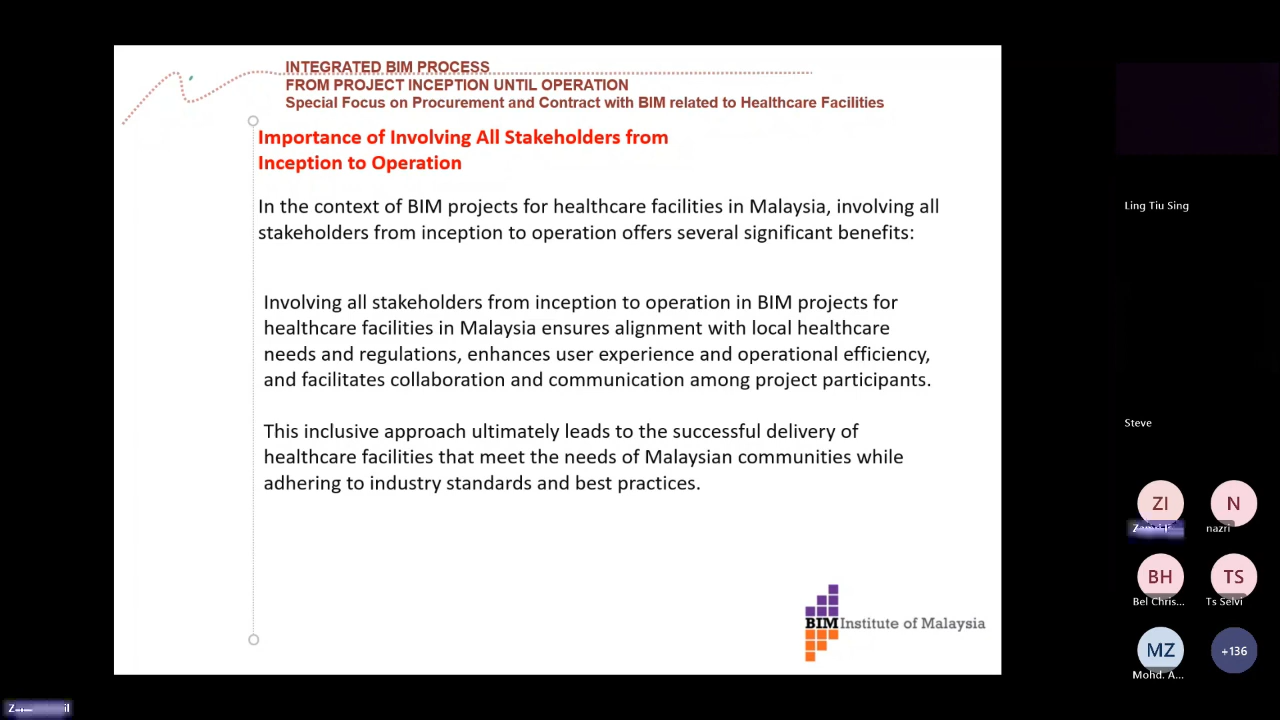 INTEGRATED BIM PROCESS
FROM PROJECT INCEPTION UNTIL OPERATION
Special Focus on Procurement and Contract with BIM related to Healthcare Facilities
Importance of Involving All Stakeholders from
Inception to Operation
In the context of BIM projects for healthcare facilities in Malaysia, involving all
stakeholders from inception to operation offers several significant benefits:
Involving all stakeholders from inception to operation in BIM projects for
healthcare facilities in Malaysia ensures alignment with local healthcare
needs and regulations, enhances user experience and operational efficiency,
and facilitates collaboration and communication among project participants.
This inclusive approach ultimately leads to the successful delivery of
healthcare facilities that meet the needs of Malaysian communities while
adhering to industry standards and best practices.
BIM Institute of Malaysia
Ling Tiu Sing
Steve
ZI
N
nazri
BH
TS
Bel Chris...
Ts Selvi
MZ
+136
Mohd. A...